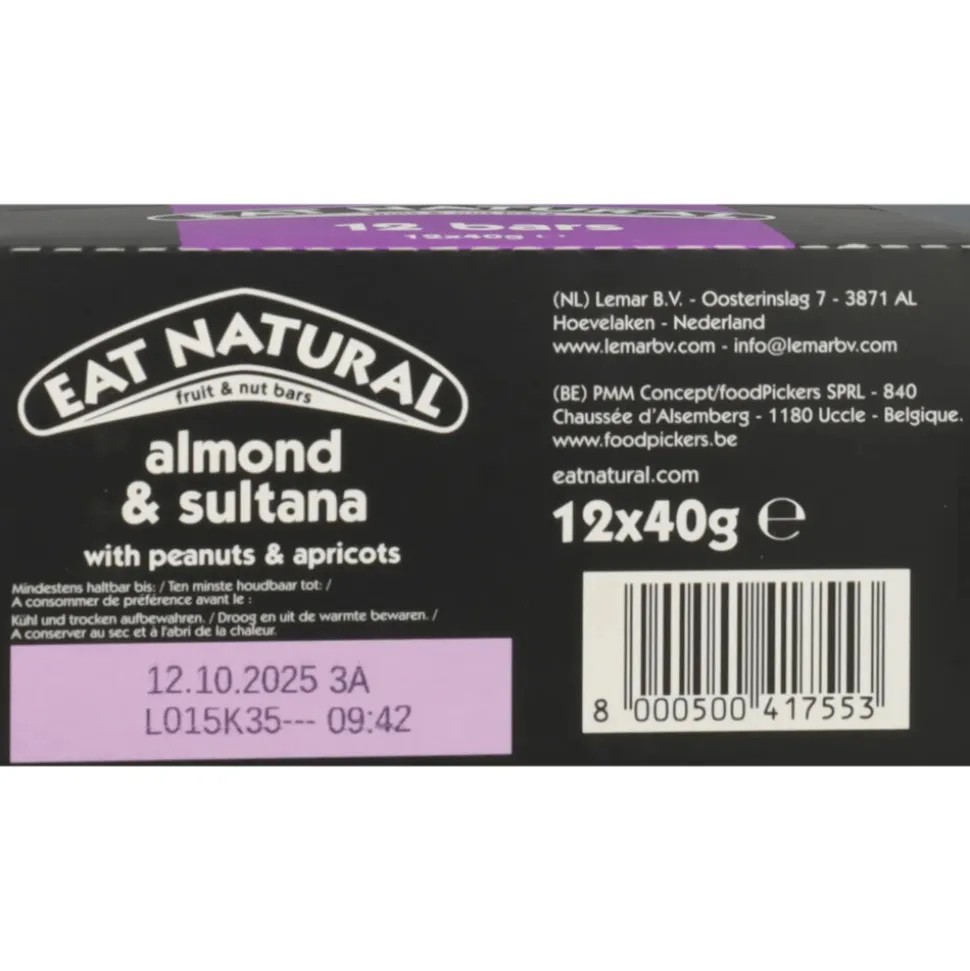 EAT NATURAL
12 bars
12x40g
EAT NATURAL
fruit & nut bars
almond
& sultana
with peanuts & apricots
Mindestens haltbar bis: / Ten minste houdbaar tot: /
A consommer de préférence avant le :
Kühl und trocken aufbewahren. / Droog en uit de warmte bewaren. /
A conserver au sec et à l'abri de la chaleur.
12.10.2025 3A
L015K35--- 09:42
(NL) Lemar B.V. - Oosterinslag 7 - 3871 AL
Hoevelaken - Nederland
www.lemarbv.com - info@lemarbv.com
(BE) PMM Concept/foodPickers SPRL - 840
Chaussée d'Alsemberg - 1180 Uccle - Belgique.
www.foodpickers.be
eatnatural.com
12x40g ℮
8 000500 417553